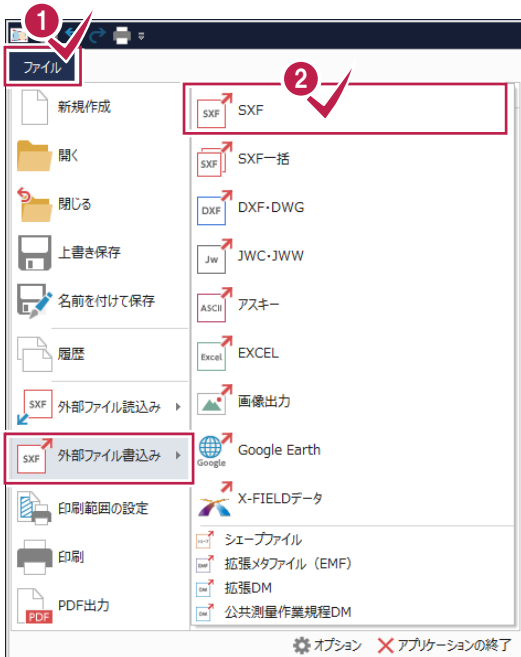 1
ファイル
2
新規作成
開く
閉じる
上書き保存
名前を付けて保存
履歴
SXF
外部ファイル読込み
SXF
外部ファイル書込み
印刷範囲の設定
印刷
PDF
PDF出力
SXF
SXF
SXF
SXF一括
DXF
DXF・DWG
Jw
JWC・JWW
ASCII
アスキー
Excel
EXCEL
画像出力
Google
Google Earth
X-FIELDデータ
シェープファイル
EMF
拡張メタファイル（EMF）
DM
拡張DM
DM
公共測量作業規程DM
オプション
アプリケーションの終了